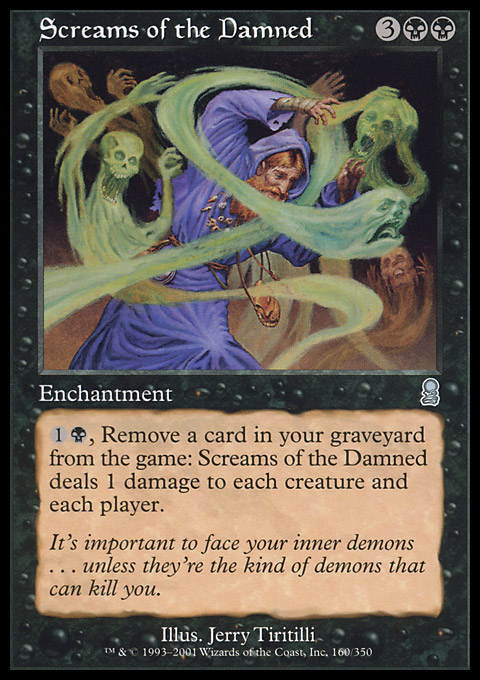 Screams of the Damned 3
Enchantment
1, Remove a card in your graveyard
from the game: Screams of the Damned
deals 1 damage to each creature and
each player.
It's important to face your inner demons
. . . unless they're the kind of demons that
can kill you.
Illus. Jerry Tiritilli
™ & © 1993–2001 Wizards of the Coast, Inc. 160/350